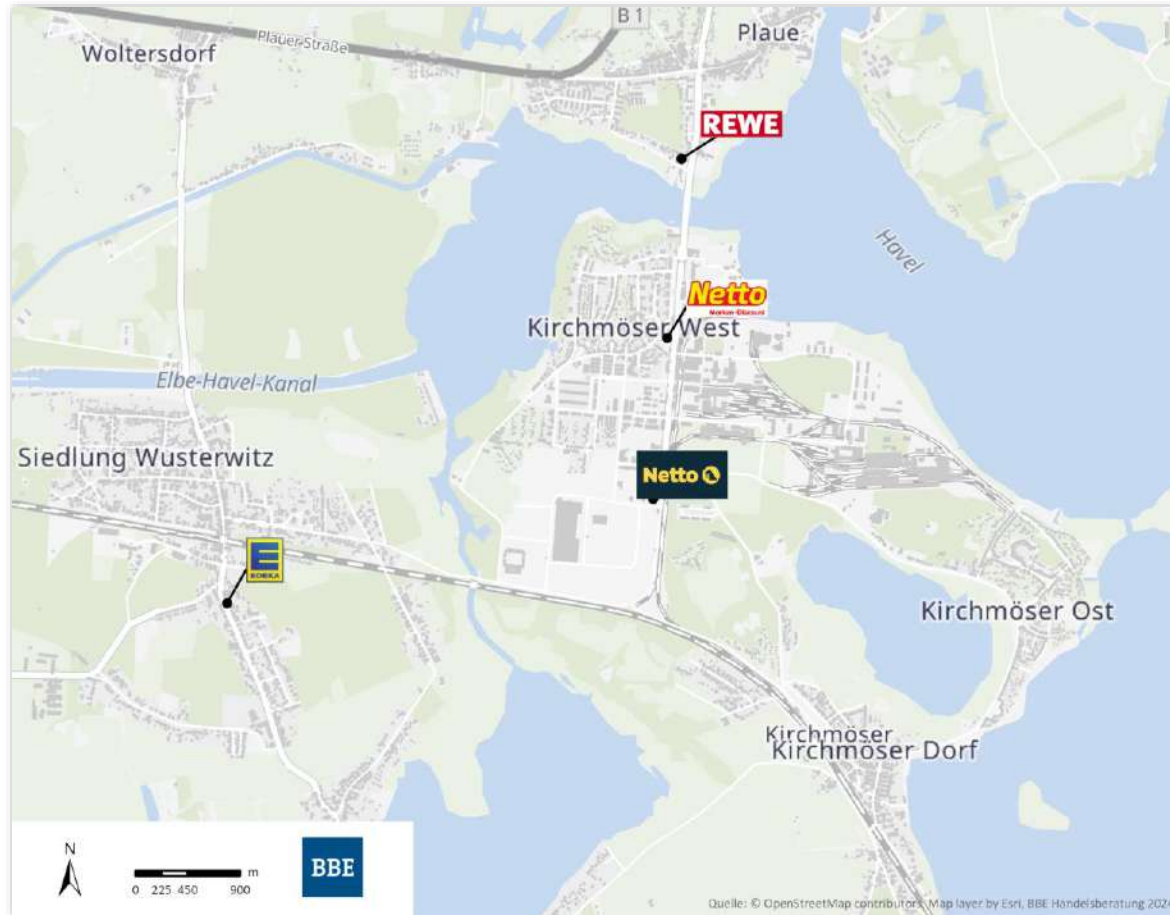 B 1
Plaue
Plauer Straße
Woltersdorf
REWE
Havel
Netto
Marken-Discount
Kirchmöser West
Elbe-Havel-Kanal
Siedlung Wusterwitz
Netto
E
EDEKA
Kirchmöser Ost
Kirchmöser
Kirchmöser Dorf
N
m
0 225 450 900
BBE
Quelle: © OpenStreetMap contributors, Map layer by Esri, BBE Handelsberatung 2024